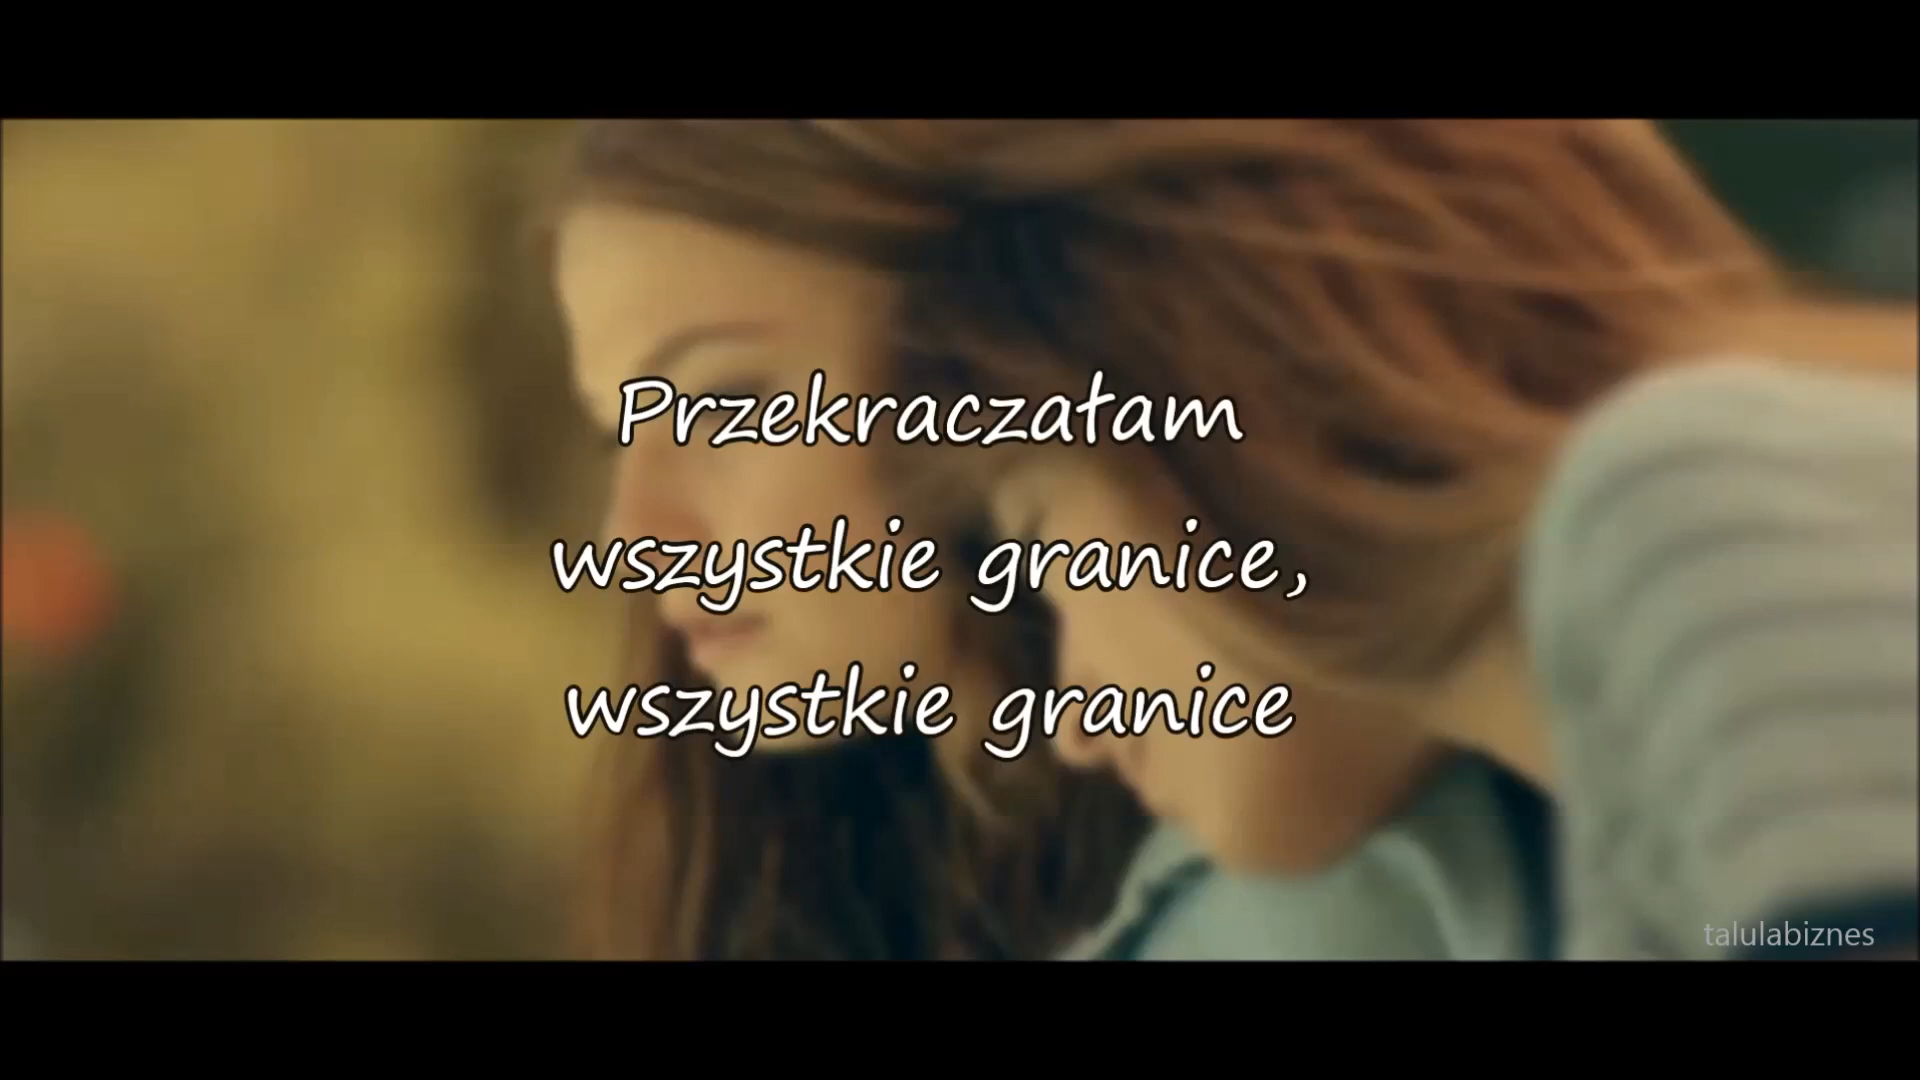 Przekraczałam
wszystkie granice,
wszystkie granice
talulabiznes